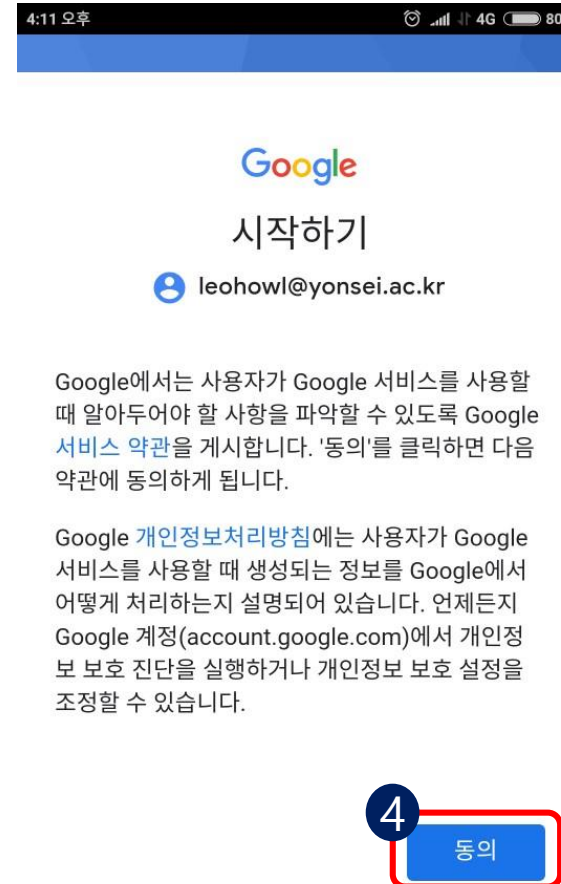 4:11 오후 4G 80
Google
시작하기
leohowl@yonsei.ac.kr
Google에서는 사용자가 Google 서비스를 사용할
때 알아두어야 할 사항을 파악할 수 있도록 Google
서비스 약관을 게시합니다. '동의'를 클릭하면 다음
약관에 동의하게 됩니다.
Google 개인정보처리방침에는 사용자가 Google
서비스를 사용할 때 생성되는 정보를 Google에서
어떻게 처리하는지 설명되어 있습니다. 언제든지
Google 계정(account.google.com)에서 개인정
보 보호 진단을 실행하거나 개인정보 보호 설정을
조정할 수 있습니다.
4
동의